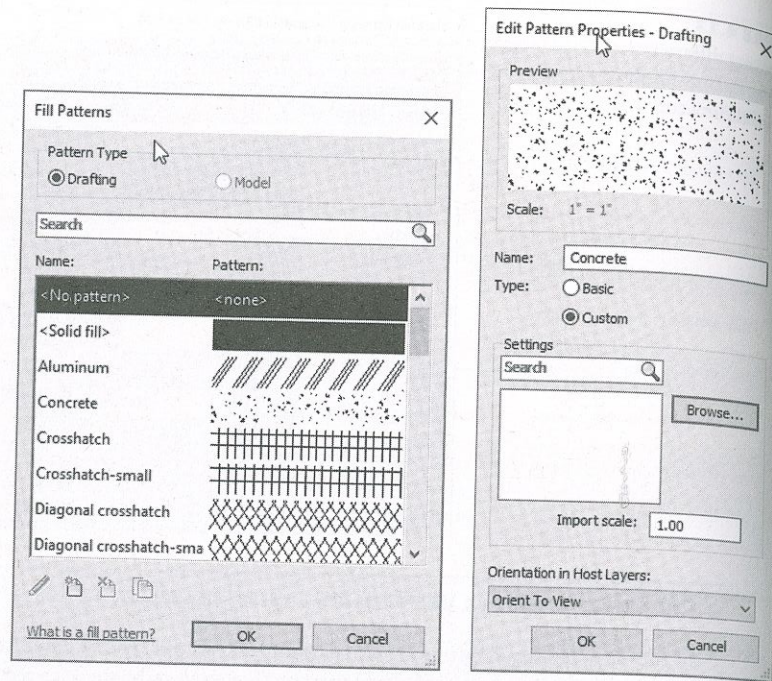 Fill Patterns
Pattern Type
Drafting
Model
Search
Name: Pattern:
<No pattern> <none>
<Solid fill>
Aluminum
Concrete
Crosshatch
Crosshatch-small
Diagonal crosshatch
Diagonal crosshatch-sma
What is a fill pattern?
OK Cancel
Edit Pattern Properties - Drafting
Preview
Scale: 1" = 1"
Name: Concrete
Type: Basic
Custom
Settings
Search
Browse...
Import scale: 1.00
Orientation in Host Layers:
Orient To View
OK Cancel